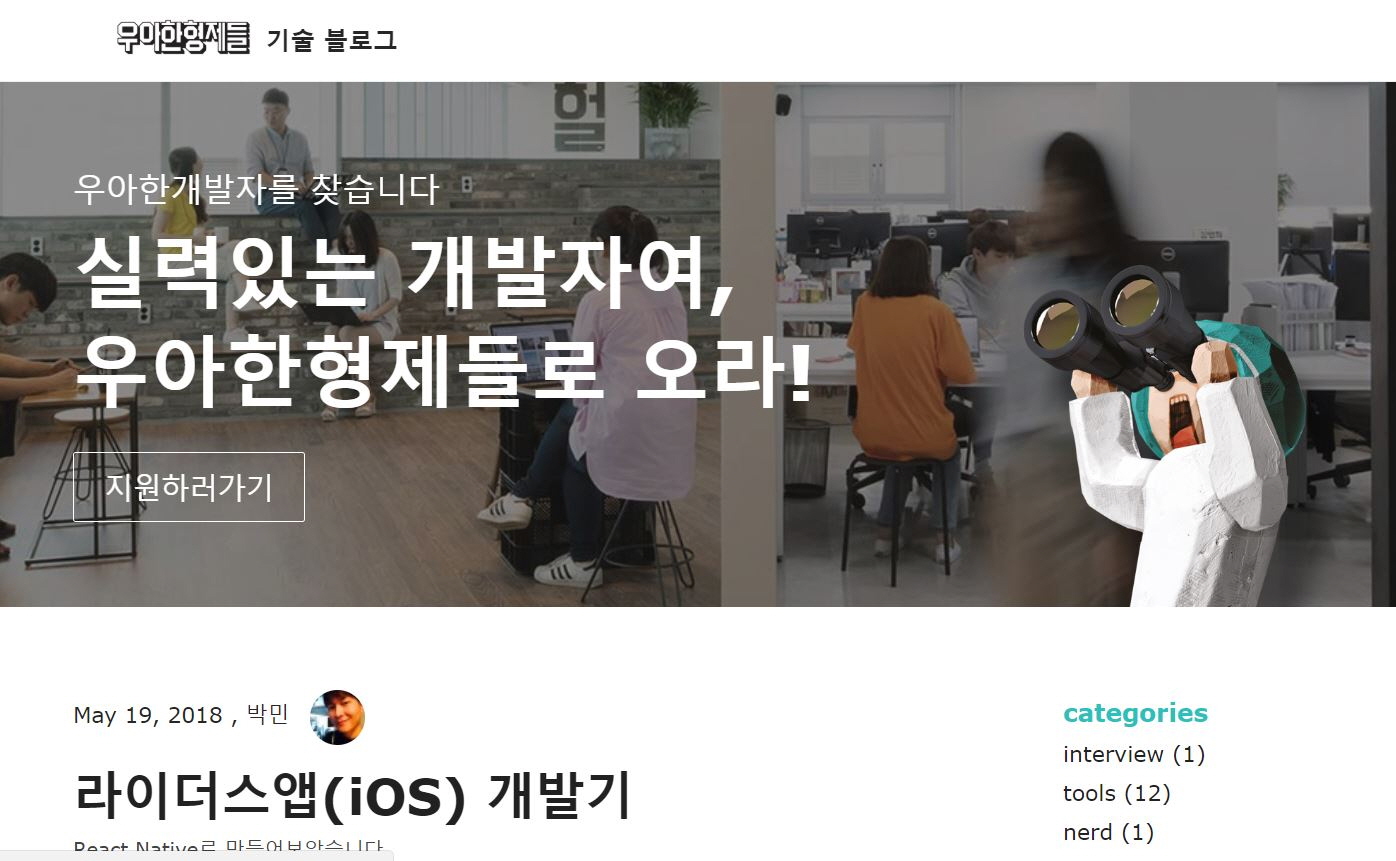 우아한형제들 기술 블로그
헐
우아한개발자를 찾습니다
실력있는 개발자여,
우아한형제들로 오라!
지원하러가기
May 19, 2018 , 박민
categories
interview (1)
라이더스앱(iOS) 개발기
tools (12)
nerd (1)
React Native로 만들어보았습니다